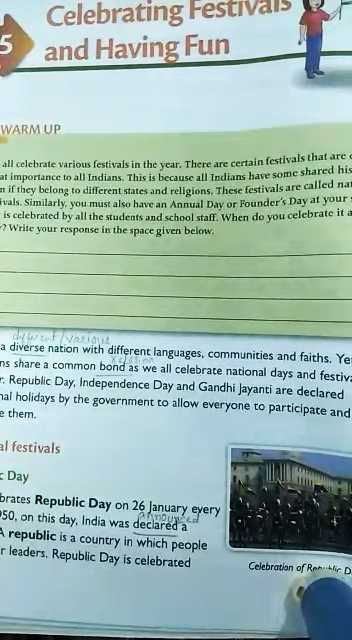 5
Celebrating Festivals
and Having Fun
WARM UP
all celebrate various festivals in the year. There are certain festivals that are
at importance to all Indians. This is because all Indians have some shared his
n if they belong to different states and religions. These festivals are called nat
ivals. Similarly, you must also have an Annual Day or Founder's Day at your s
is celebrated by all the students and school staff. When do you celebrate it a
? Write your response in the space given below.
different/various
a diverse nation with different languages, communities and faiths. Ye
relation
ns share a common bond as we all celebrate national days and festiva
r. Republic Day, Independence Day and Gandhi Jayanti are declared
nal holidays by the government to allow everyone to participate and
e them.
al festivals
c Day
brates Republic Day on 26 January every
announced
950, on this day, India was declared a
A republic is a country in which people
r leaders. Republic Day is celebrated
Celebration of Republic D